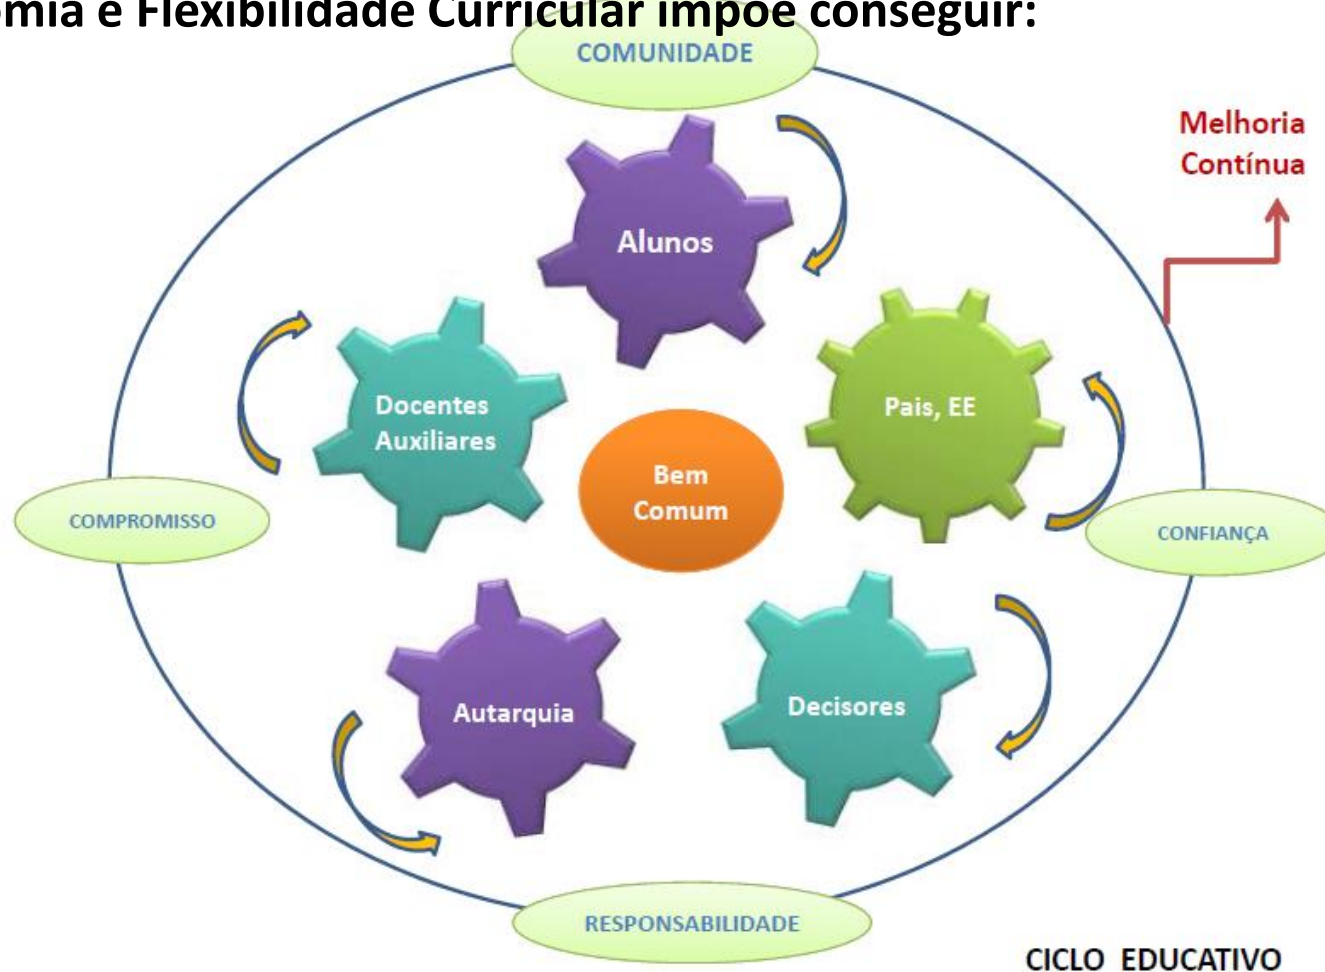 omia e Flexibilidade Curricular impõe conseguir:
COMUNIDADE
Melhoria
Contínua
Alunos
Docentes
Auxiliares
Pais, EE
Bem
Comum
COMPROMISSO
CONFIANÇA
Autarquia
Decisores
RESPONSABILIDADE
CICLO EDUCATIVO